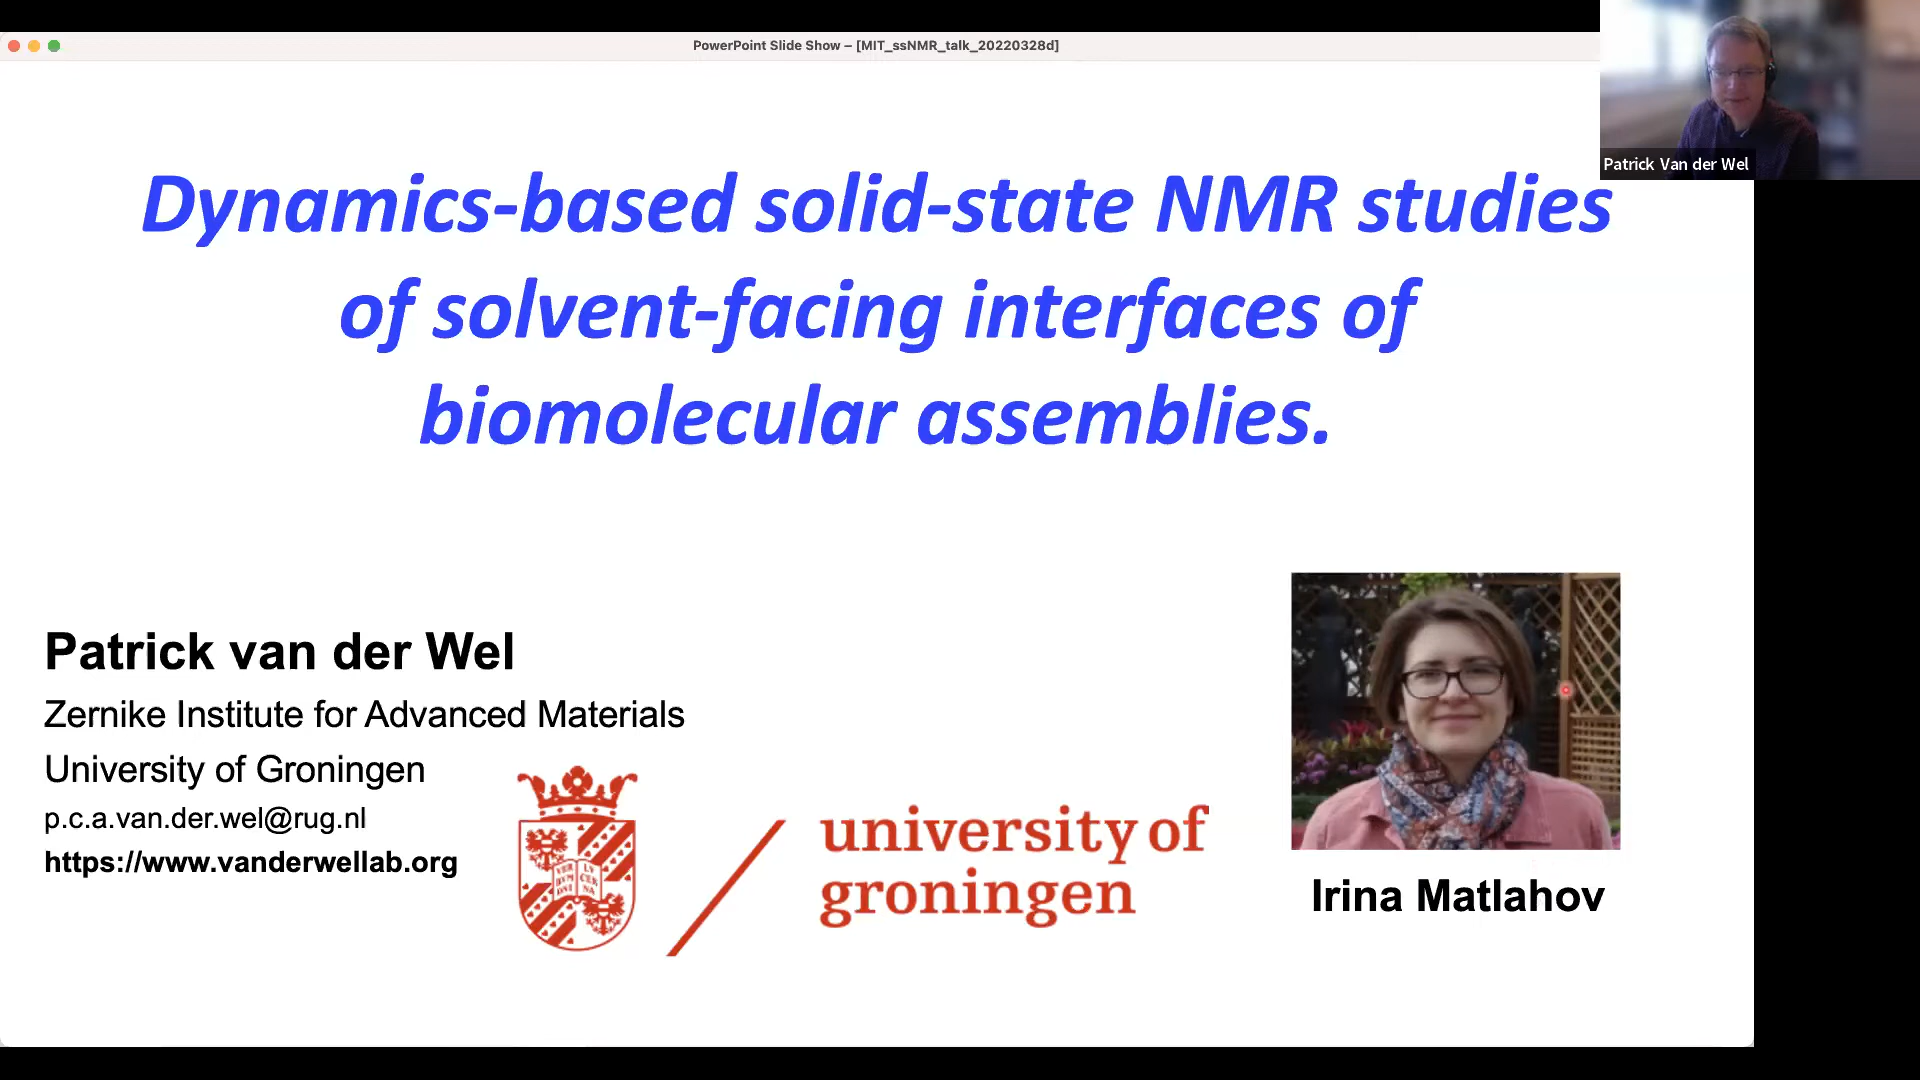 PowerPoint Slide Show – [MIT_ssNMR_talk_20220328d]
Patrick Van der Wel
Dynamics-based solid-state NMR studies
of solvent-facing interfaces of
biomolecular assemblies.
Patrick van der Wel
Zernike Institute for Advanced Materials
University of Groningen
p.c.a.van.der.wel@rug.nl
https://www.vanderwellab.org
university of
groningen
Irina Matlahov